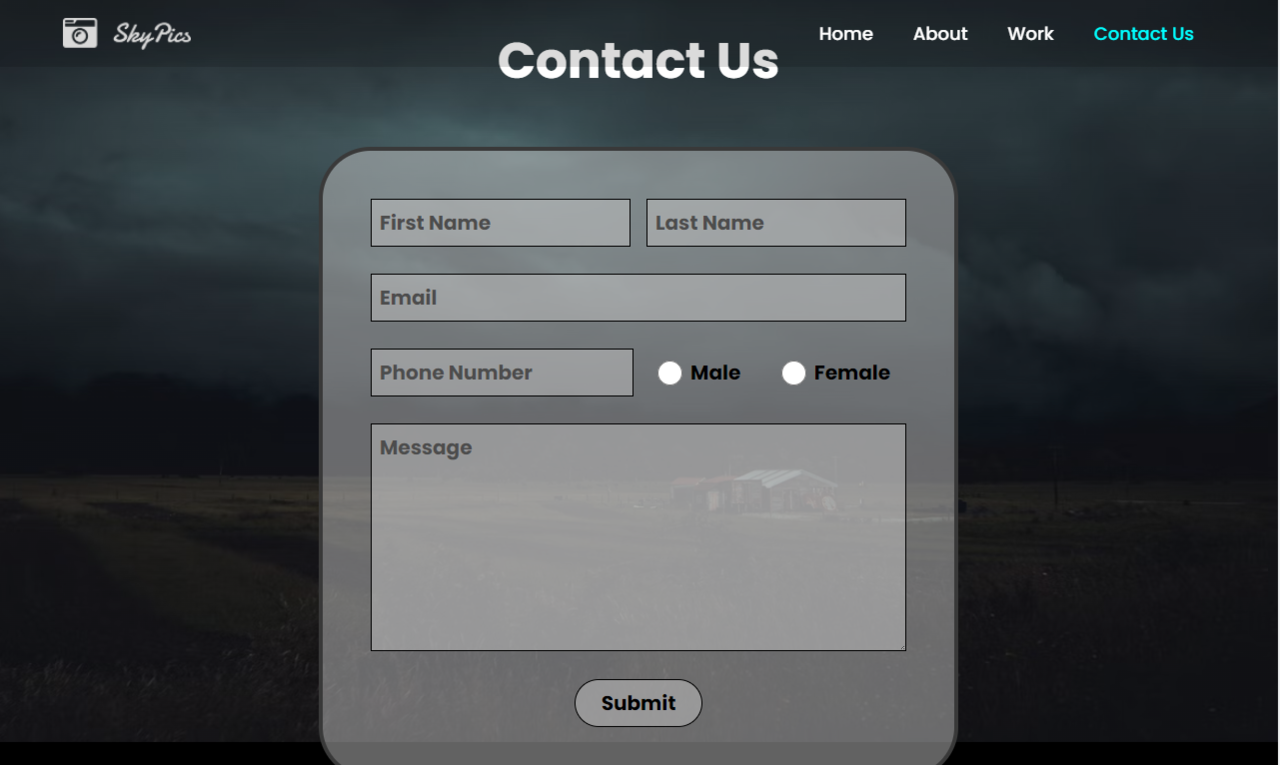 SkyPics
Home About Work Contact Us
Contact Us
First Name Last Name
Email
Phone Number Male Female
Message
Submit